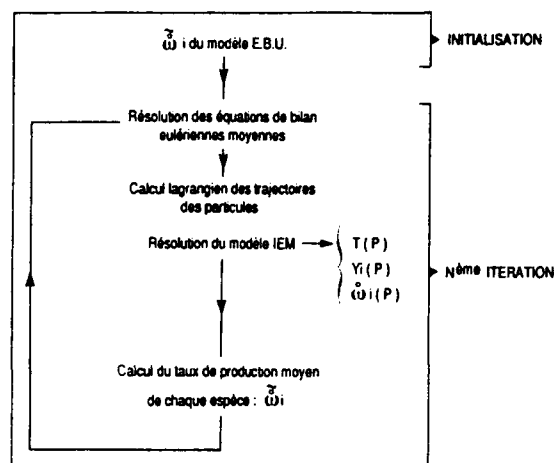 ω̃̊ i du modèle E.B.U.
INITIALISATION
Résolution des équations de bilan
eulériennes moyennes
Calcul lagrangien des trajectoires
des particules
Résolution du modèle IEM
T (P)
Yi (P)
ω̊ i (P)
Nème ITERATION
Calcul du taux de production moyen
de chaque espèce : ω̃̊ i